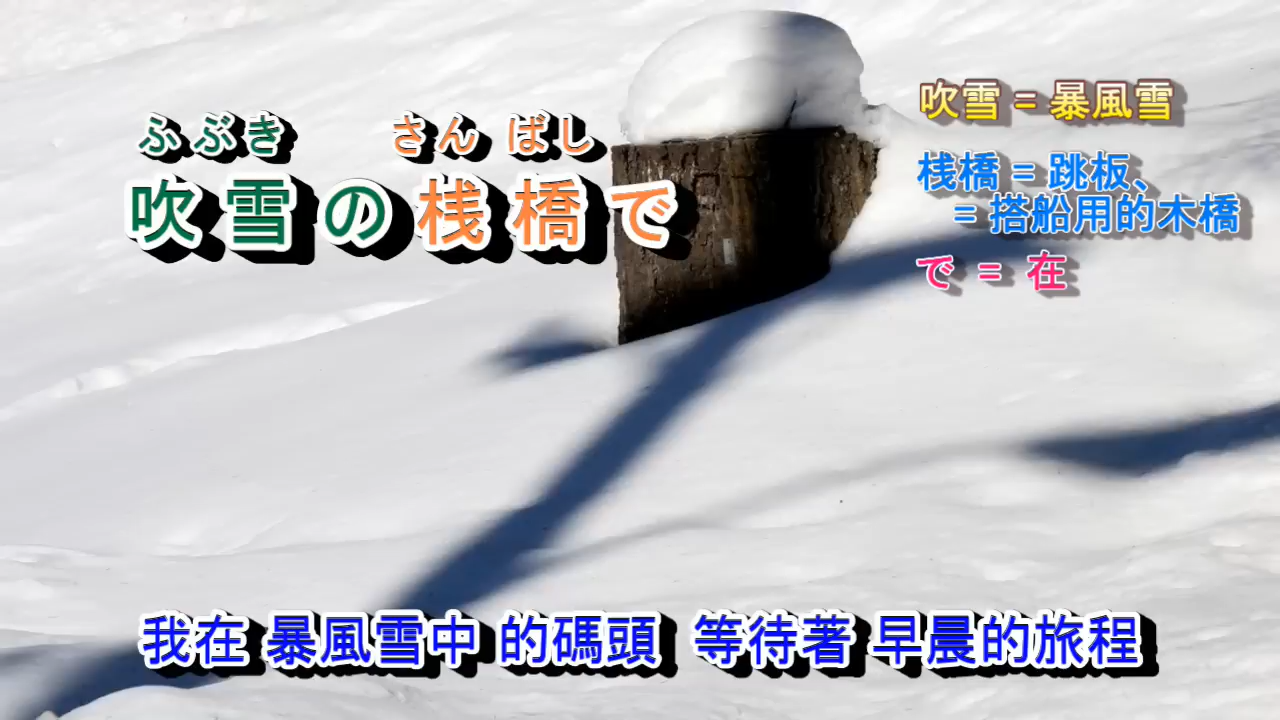 ふぶき さんばし
吹雪の桟橋で
吹雪 = 暴風雪
桟橋 = 跳板、
= 搭船用的木橋
で = 在
我在 暴風雪中 的碼頭 等待著 早晨的旅程